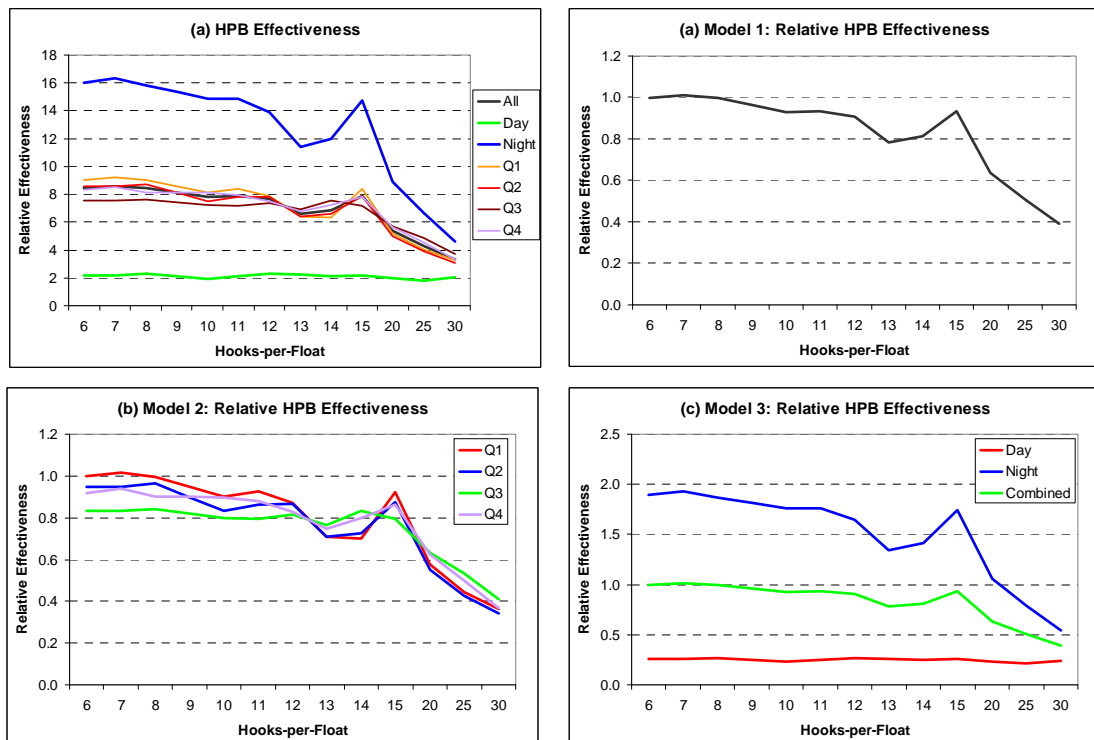 (a) HPB Effectiveness
18
16
14
12
10
8
6
4
2
0
Relative Effectiveness
6 7 8 9 10 11 12 13 14 15 20 25 30
Hooks-per-Float
All
Day
Night
Q1
Q2
Q3
Q4
(a) Model 1: Relative HPB Effectiveness
1.2
1.0
0.8
0.6
0.4
0.2
0.0
Relative Effectiveness
6 7 8 9 10 11 12 13 14 15 20 25 30
Hooks-per-Float
(b) Model 2: Relative HPB Effectiveness
1.2
1.0
0.8
0.6
0.4
0.2
0.0
Relative Effectiveness
6 7 8 9 10 11 12 13 14 15 20 25 30
Hooks-per-Float
Q1
Q2
Q3
Q4
(c) Model 3: Relative HPB Effectiveness
2.5
2.0
1.5
1.0
0.5
0.0
Relative Effectiveness
6 7 8 9 10 11 12 13 14 15 20 25 30
Hooks-per-Float
Day
Night
Combined